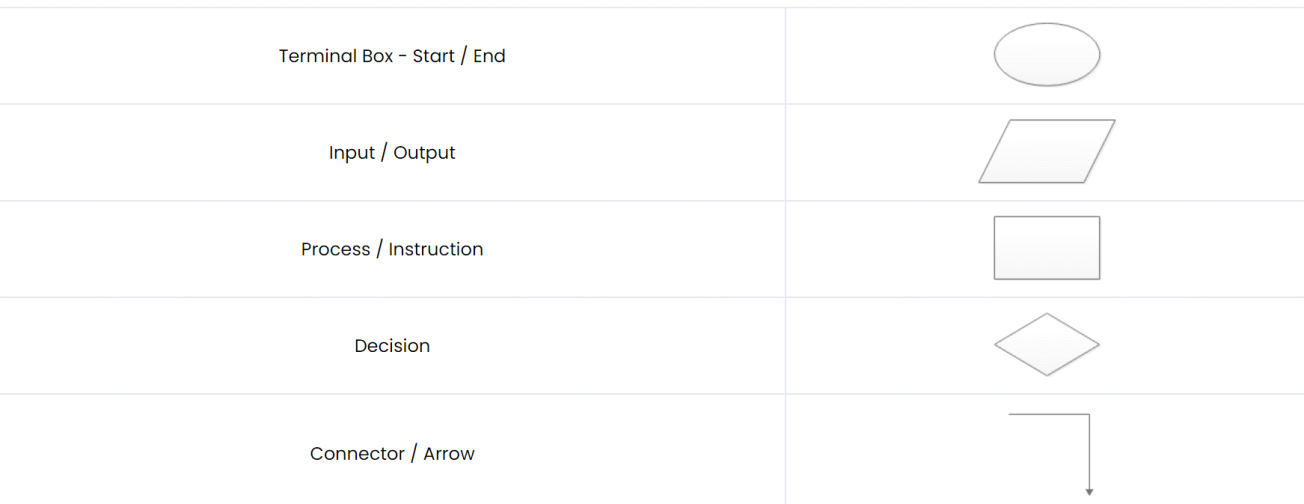 Terminal Box - Start / End
Input / Output
Process / Instruction
Decision
Connector / Arrow